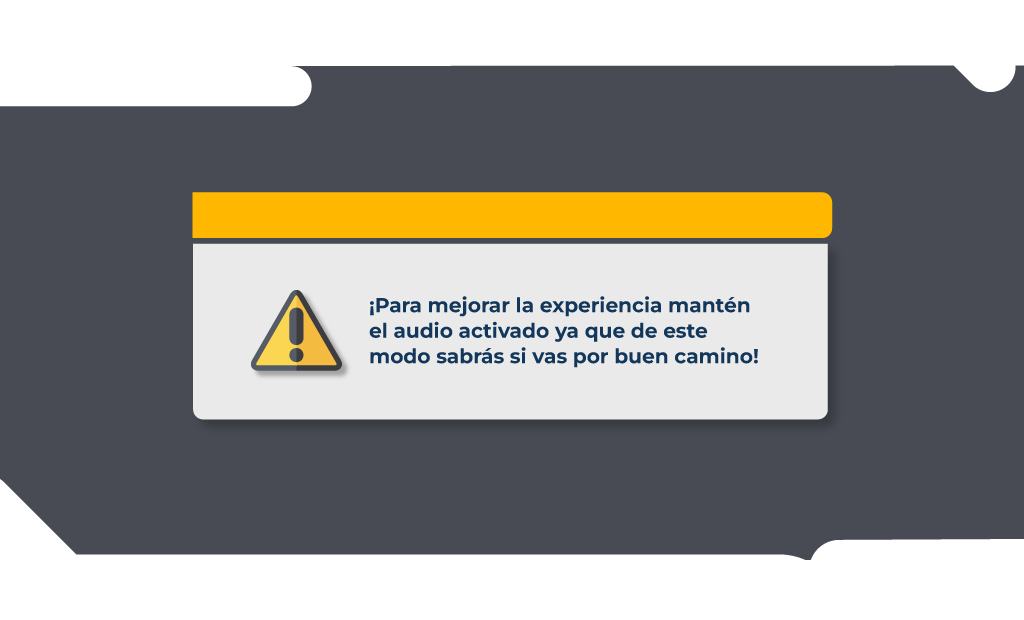 ¡Para mejorar la experiencia mantén
el audio activado ya que de este
modo sabrás si vas por buen camino!